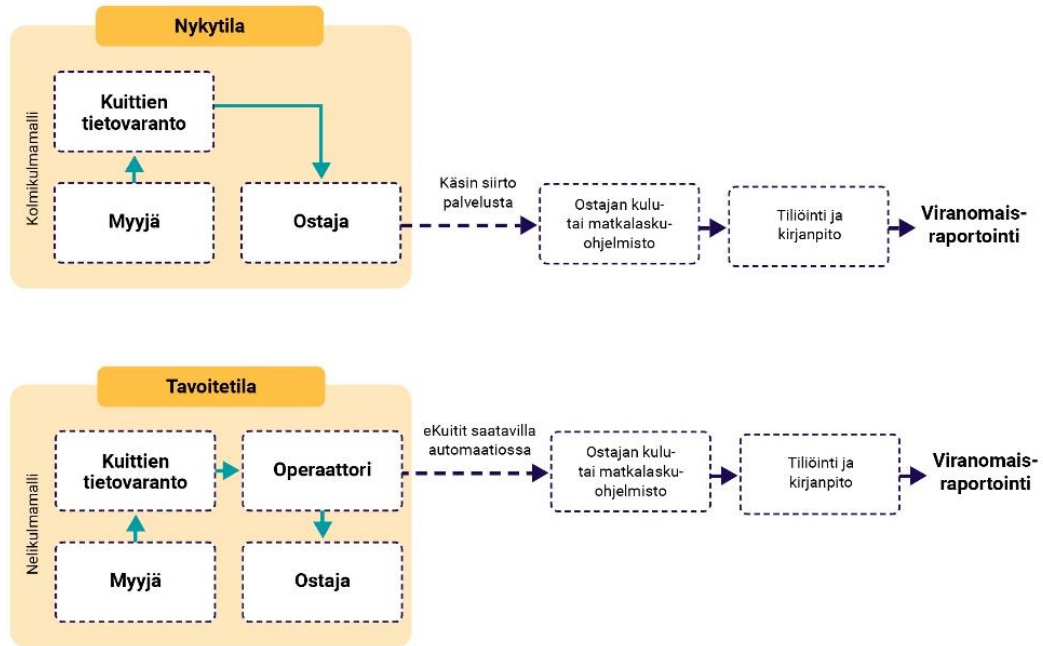 Nykytila
Kolmikulmamalli
Kuittien
tietovaranto
Myyjä
Ostaja
Käsin siirto
palvelusta
Ostajan kulu-
tai matkalasku-
ohjelmisto
Tiliöinti ja
kirjanpito
Viranomais-
raportointi
Tavoitetila
Nelikulmamalli
Kuittien
tietovaranto
Operaattori
Myyjä
Ostaja
eKuitit saatavilla
automaatiossa
Ostajan kulu-
tai matkalasku-
ohjelmisto
Tiliöinti ja
kirjanpito
Viranomais-
raportointi